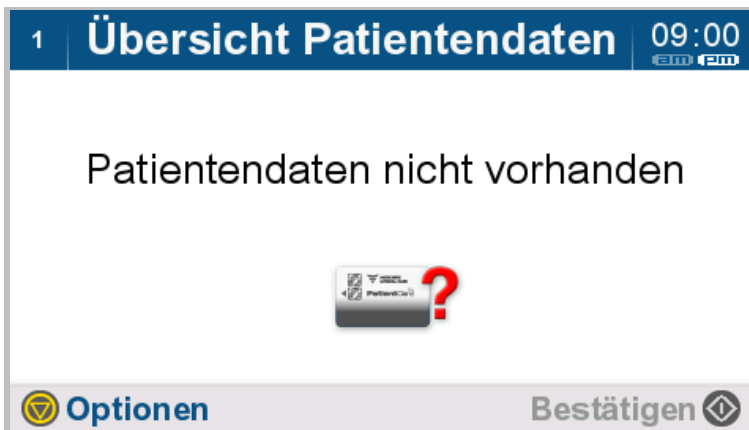 1 Übersicht Patientendaten 09:00
am pm
Patientendaten nicht vorhanden
PatientCard
Optionen Bestätigen